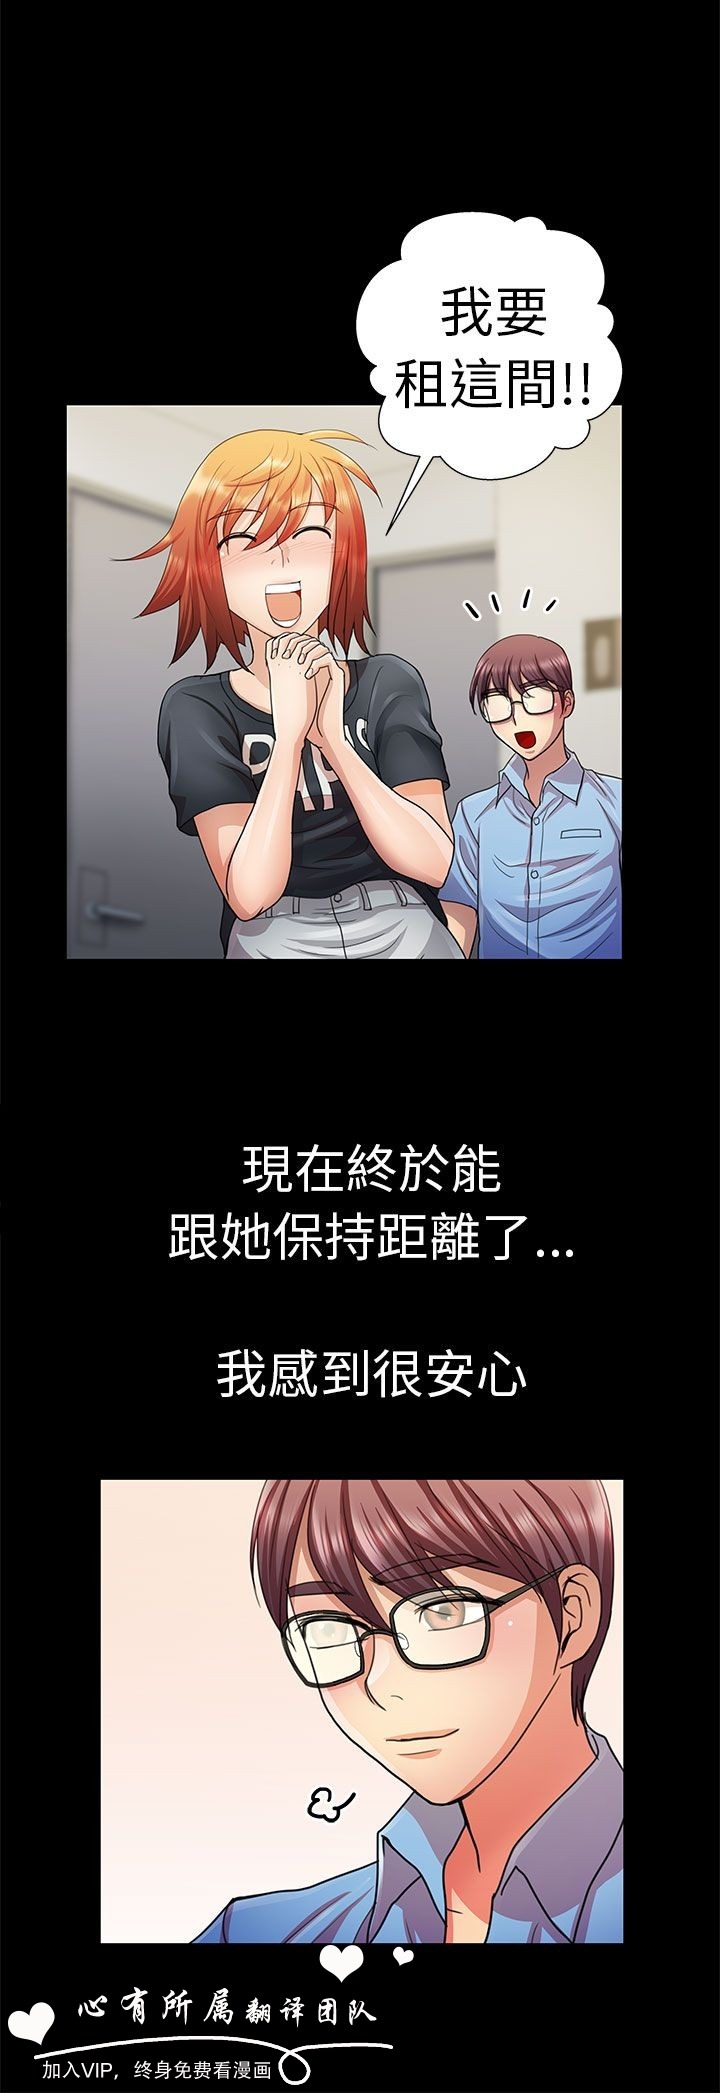 我要
租這間!!
現在終於能
跟她保持距離了...
我感到很安心
心有所属翻译团队
加入VIP，终身免费看漫画